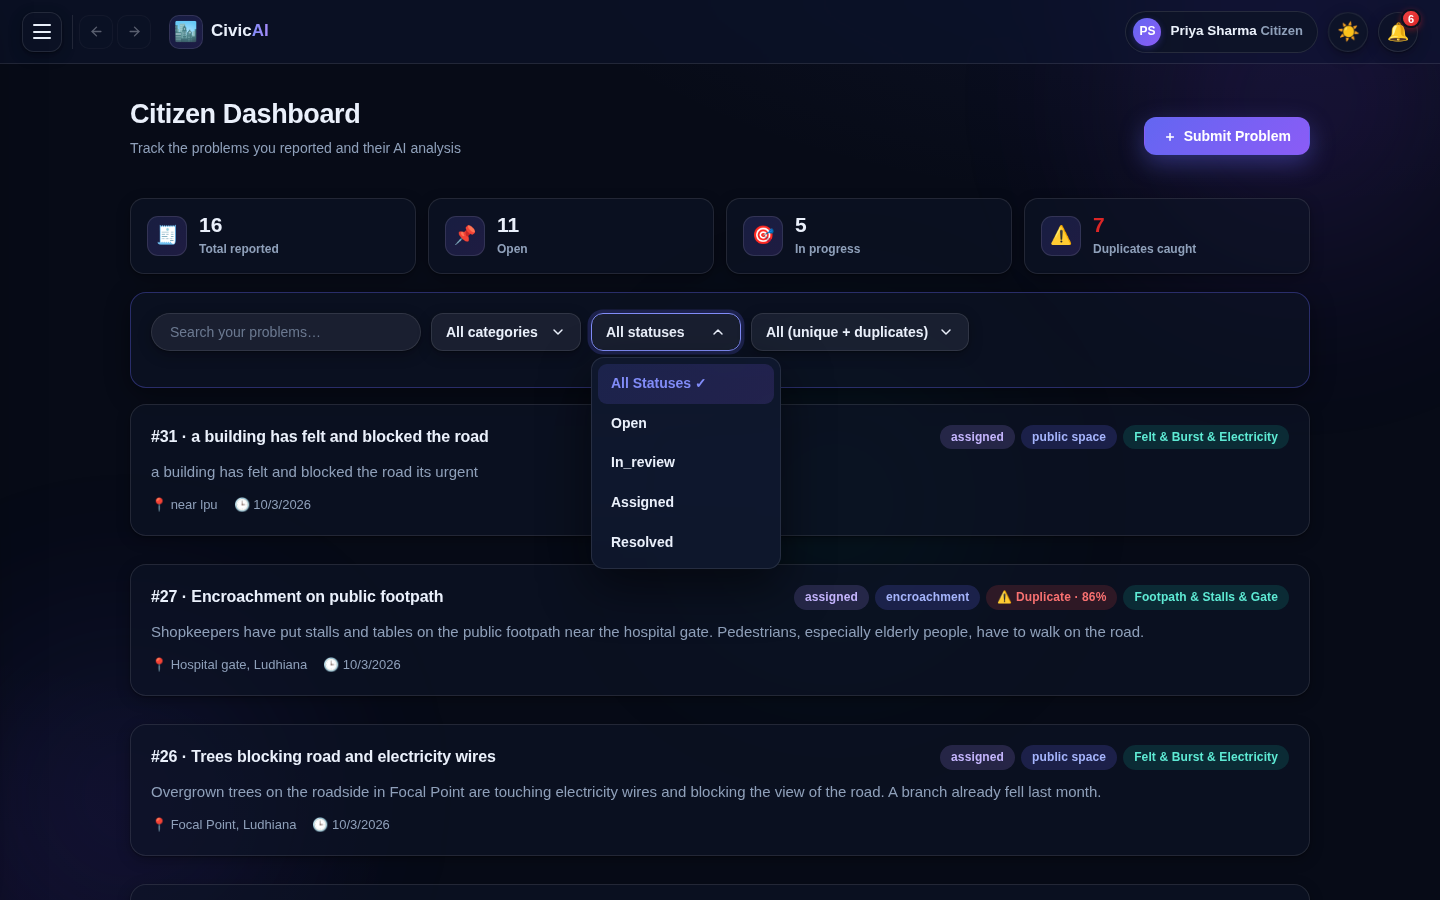 CivicAI
PS Priya Sharma Citizen
6
Citizen Dashboard
Track the problems you reported and their AI analysis
+ Submit Problem
16
Total reported
11
Open
5
In progress
7
Duplicates caught
Search your problems…
All categories
All statuses
All (unique + duplicates)
All Statuses ✓
Open
In_review
Assigned
Resolved
#31 · a building has felt and blocked the road
assigned
public space
Felt & Burst & Electricity
a building has felt and blocked the road its urgent
near lpu
10/3/2026
#27 · Encroachment on public footpath
assigned
encroachment
Duplicate · 86%
Footpath & Stalls & Gate
Shopkeepers have put stalls and tables on the public footpath near the hospital gate. Pedestrians, especially elderly people, have to walk on the road.
Hospital gate, Ludhiana
10/3/2026
#26 · Trees blocking road and electricity wires
assigned
public space
Felt & Burst & Electricity
Overgrown trees on the roadside in Focal Point are touching electricity wires and blocking the view of the road. A branch already fell last month.
Focal Point, Ludhiana
10/3/2026